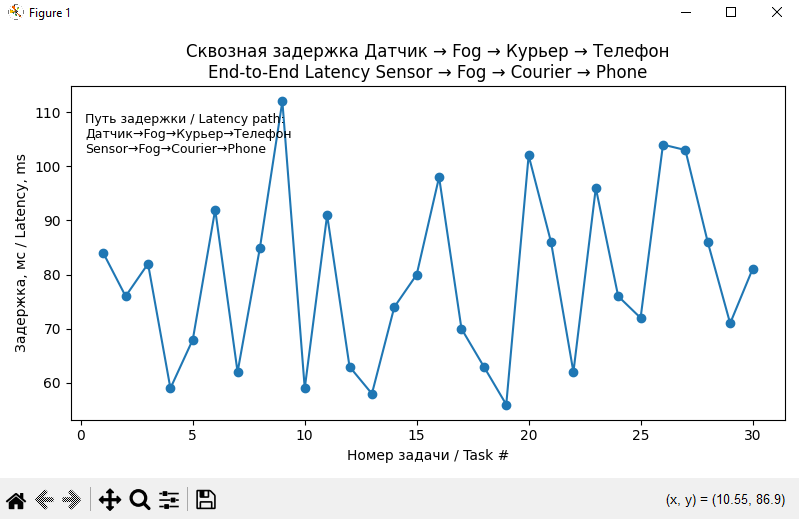 Figure 1
Сквозная задержка Датчик → Fog → Курьер → Телефон
End-to-End Latency Sensor → Fog → Courier → Phone
Путь задержки / Latency path:
Датчик→Fog→Курьер→Телефон
Sensor→Fog→Courier→Phone
Задержка, мс / Latency, ms
110
100
90
80
70
60
0 5 10 15 20 25 30
Номер задачи / Task #
(x, y) = (10.55, 86.9)